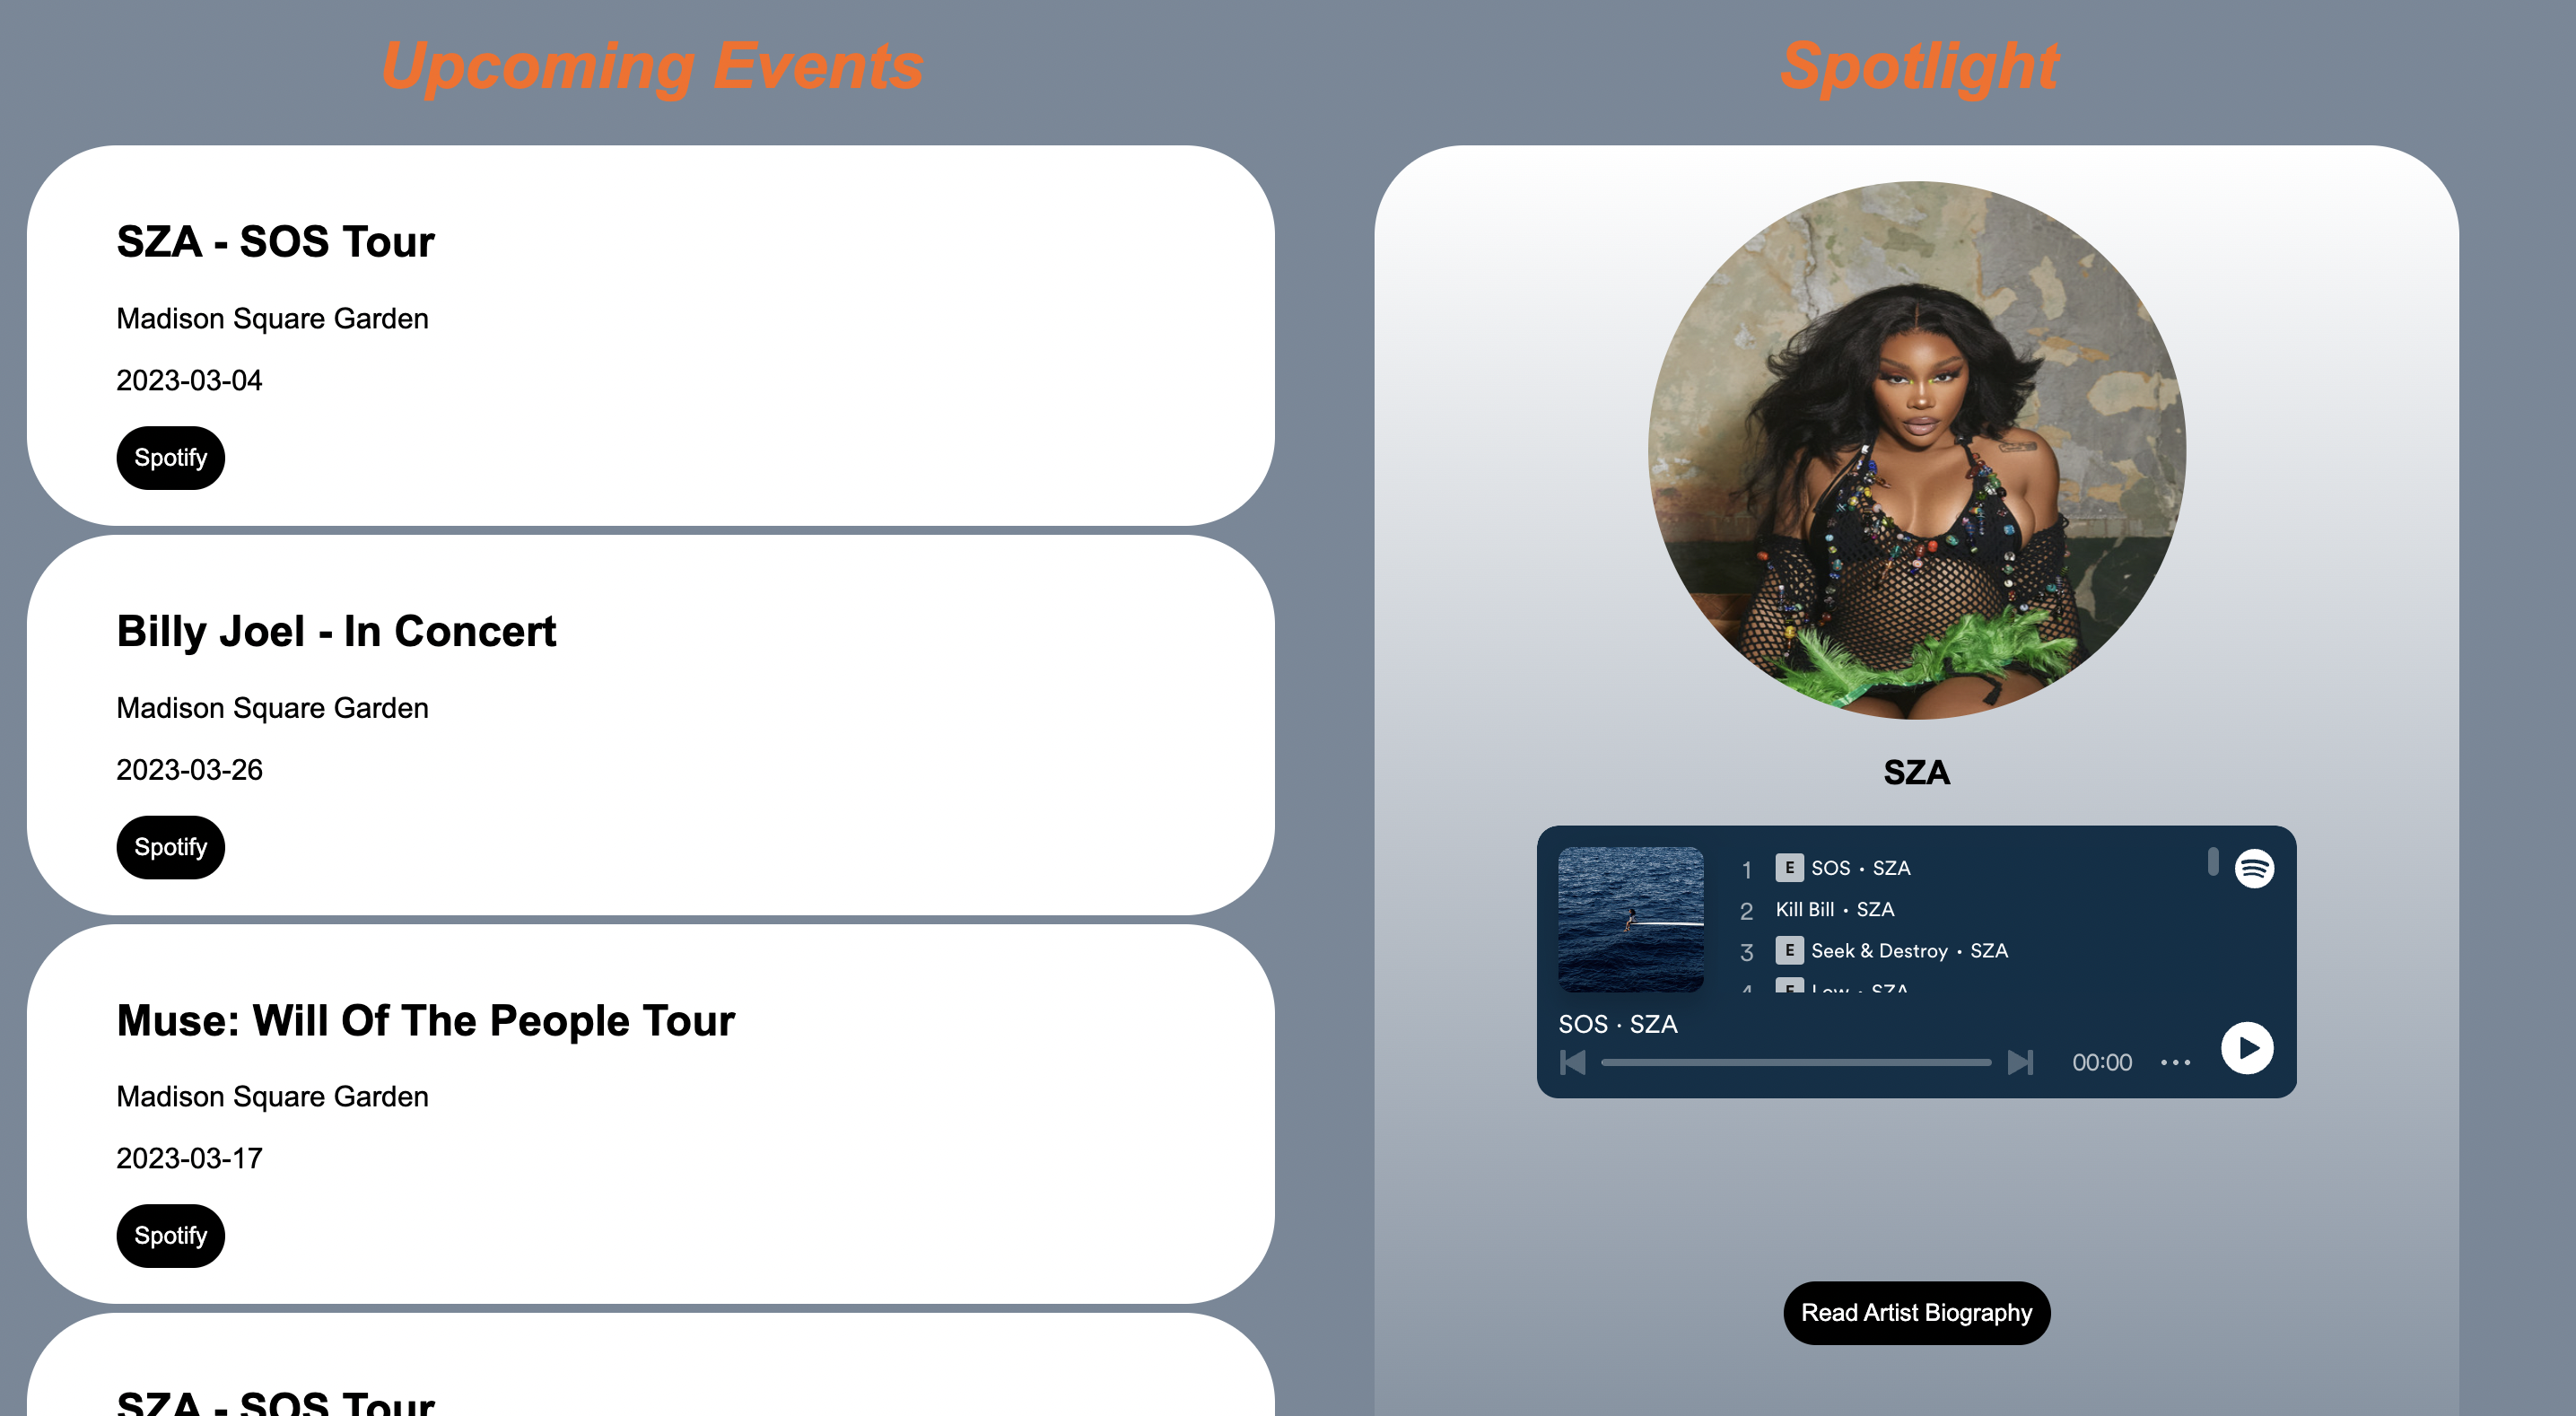 Upcoming Events
SZA - SOS Tour
Madison Square Garden
2023-03-04
Spotify
Billy Joel - In Concert
Madison Square Garden
2023-03-26
Spotify
Muse: Will Of The People Tour
Madison Square Garden
2023-03-17
Spotify
SZA - SOS Tour
Spotlight
SZA
1 E SOS • SZA
2 Kill Bill • SZA
3 E Seek & Destroy • SZA
4 E Low • SZA
SOS · SZA
00:00
Read Artist Biography